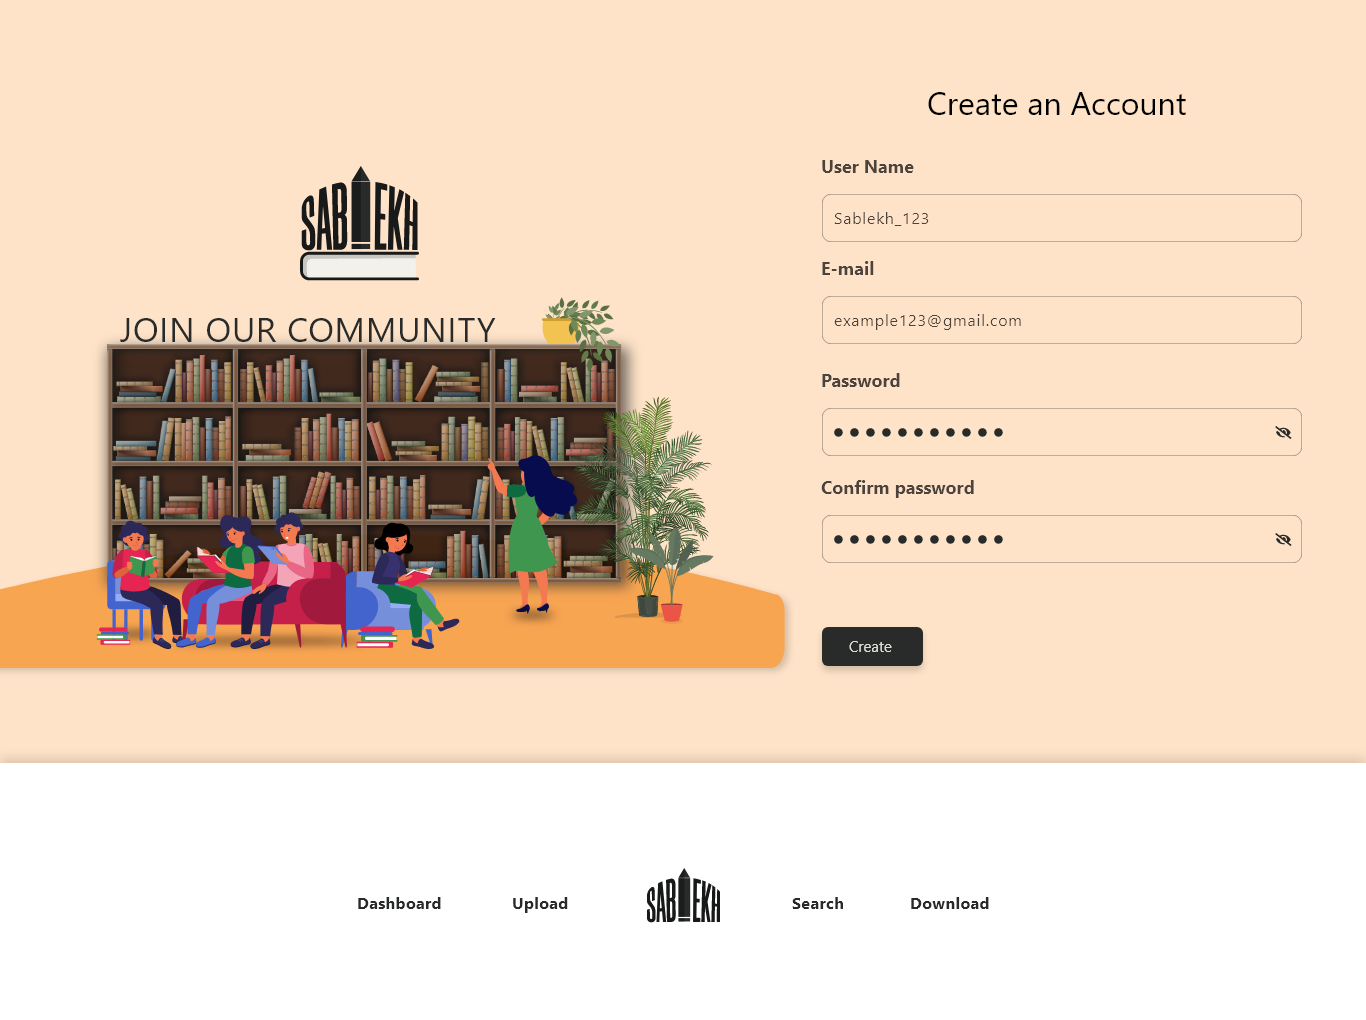 SABLEKH
JOIN OUR COMMUNITY
Create an Account
User Name
Sablekh_123
E-mail
example123@gmail.com
Password
Confirm password
Create
Dashboard
Upload
SABLEKH
Search
Download